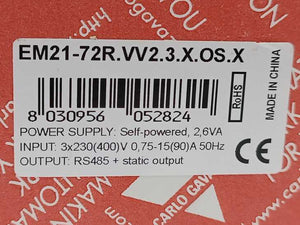 EM21-72R.VV2.3.X.OS.X
8 030956 052824
RoHS
MADE IN CHINA
POWER SUPPLY: Self-powered, 2,6VA
INPUT: 3x230(400)V 0,75-15(90)A 50Hz
OUTPUT: RS485 + static output
CE
CARLO GAV